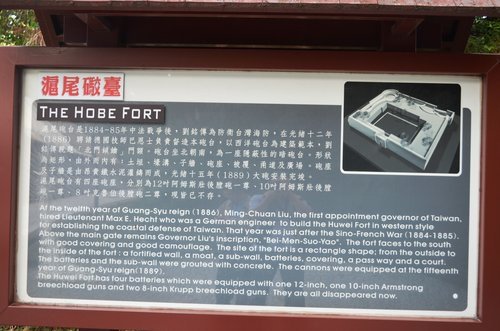 滬尾礮臺
THE HOBE FORT
滬尾砲台是1884-85年中法戰爭後，劉銘傳為防衛台灣海防，在光緒十二年
(1886) 將請德國技師巴恩士負責督造本砲台，以西洋砲台為建築範本，劉
銘傳親題「北門鎖鑰」門額。砲台座北朝南，為一座隱蔽性的砲台，形狀
為矩形，由外而內有：土垣、壕溝、子牆、砲座、被覆、甬道及廣場。砲座
及子牆是由昂貴鐵水泥灌鑄而成，光緒十五年（1889）大砲安裝完竣。
滬尾砲台有四座砲座，分別為12吋阿姆斯壯後膛砲一尊、10吋阿姆斯壯後膛
砲一尊、8吋克魯伯後膛砲二尊，現皆已不存。
At the twelfth year of Guang-Syu reign (1886), Ming-Chuan Liu, the first appointment governor of Taiwan,
hired Lieutenant Max E. Hecht who was a German engineer to build the Huwei Fort in western style
for establishing the coastal defense of Taiwan. That year was just after the Sino-French War (1884-1885).
Above the main gate remains Governor Liu's inscription, "Bei-Men-Suo-Yao". The fort faces to the south
with good covering and good camouflage. The site of the fort is a rectangle shape; from the outside to
the inside of the fort : a fortified wall, a moat, a sub-wall, batteries, covering, a pass way and a court.
The batteries and the sub-wall were grouted with concrete. The cannons were equipped at the fifteenth
year of Guang-Syu reign(1889).
The Huwei Fort has four batteries which were equipped with one 12-inch, one 10-inch Armstrong
breechload guns and two 8-inch Krupp breechload guns. They are all disappeared now.